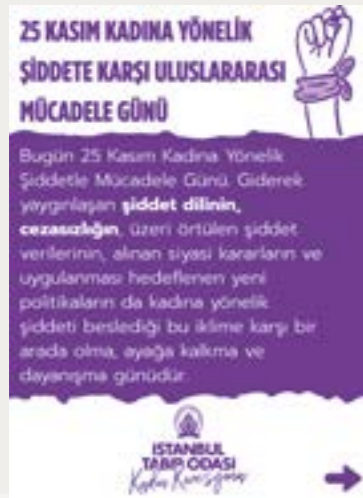 25 KASIM KADINA YÖNELİK
ŞİDDETE KARŞI ULUSLARARASI
MÜCADELE GÜNÜ
Bugün 25 Kasım Kadına Yönelik
Şiddetle Mücadele Günü. Giderek
yaygınlaşan şiddet dilinin,
cezasızlığın, üzeri örtülen şiddet
verilerinin, alınan siyasi kararların ve
uygulanması hedeflenen yeni
politikaların da kadına yönelik
şiddeti beslediği bu iklime karşı bir
arada olma, ayağa kalkma ve
dayanışma günüdür.
İSTANBUL
TABİP ODASI
Kadın Komisyonu